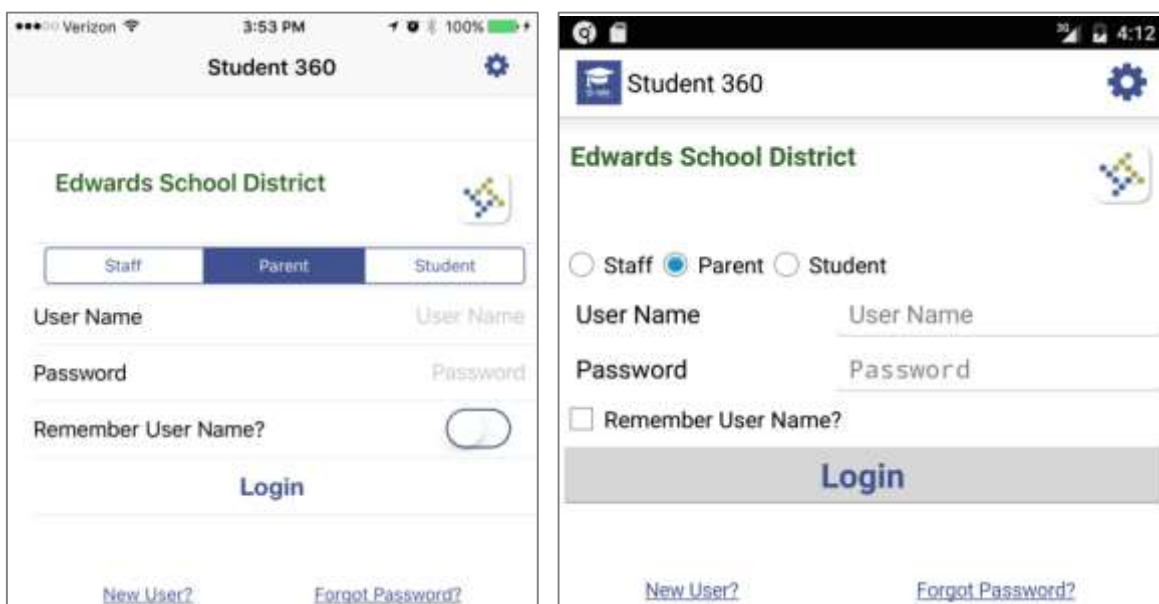 Verizon 3:53 PM 100%
Student 360
Edwards School District
Staff Parent Student
User Name User Name
Password Password
Remember User Name?
Login
New User? Forgot Password?
4:12
Student 360
Edwards School District
Staff Parent Student
User Name User Name
Password Password
Remember User Name?
Login
New User? Forgot Password?